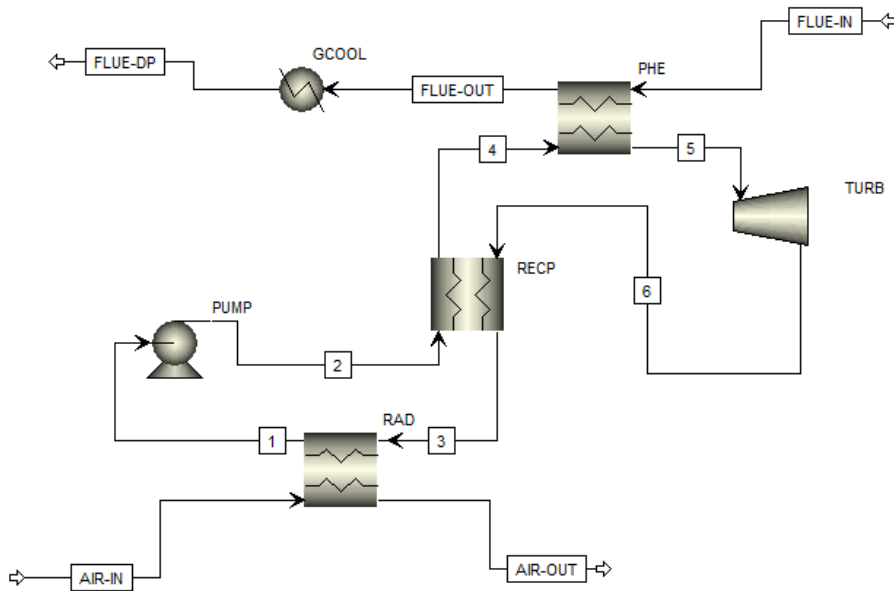 FLUE-IN
GCOOL
FLUE-DP
PHE
FLUE-OUT
4
5
TURB
RECP
6
PUMP
2
RAD
1
3
AIR-IN
AIR-OUT